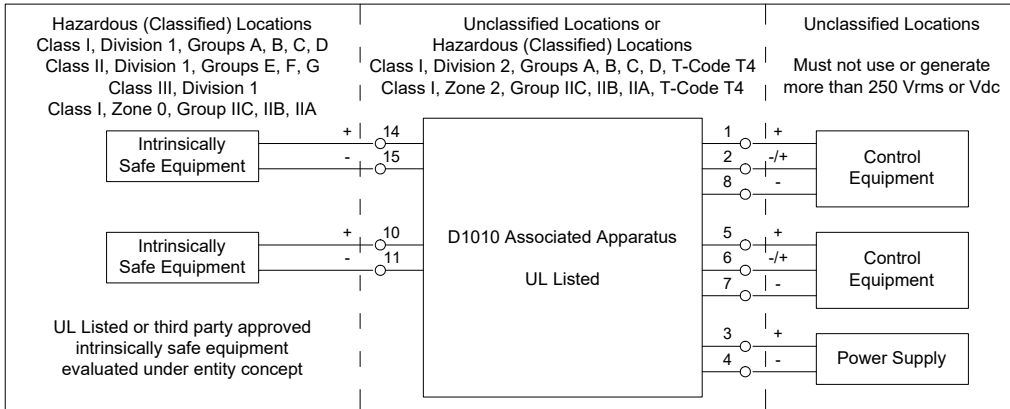 Hazardous (Classified) Locations
Class I, Division 1, Groups A, B, C, D
Class II, Division 1, Groups E, F, G
Class III, Division 1
Class I, Zone 0, Group IIC, IIB, IIA
Unclassified Locations or
Hazardous (Classified) Locations
Class I, Division 2, Groups A, B, C, D, T-Code T4
Class I, Zone 2, Group IIC, IIB, IIA, T-Code T4
Unclassified Locations
Must not use or generate
more than 250 Vrms or Vdc
Intrinsically
Safe Equipment
+ 14
- 15
Intrinsically
Safe Equipment
+ 10
- 11
UL Listed or third party approved
intrinsically safe equipment
evaluated under entity concept
D1010 Associated Apparatus
UL Listed
1 +
2 -/+
8 -
Control
Equipment
5 +
6 -/+
7 -
Control
Equipment
3 +
4 -
Power Supply